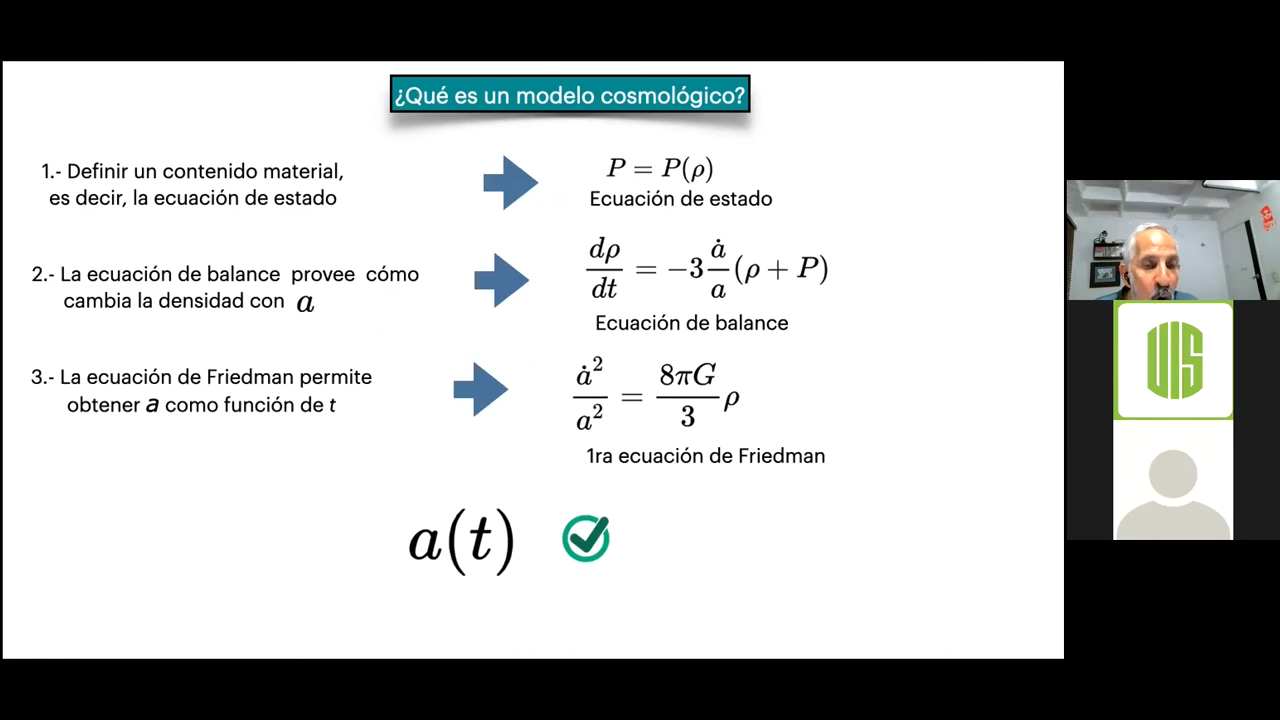 ¿Qué es un modelo cosmológico?
1.- Definir un contenido material,
es decir, la ecuación de estado
P = P(ρ)
Ecuación de estado
2.- La ecuación de balance provee cómo
cambia la densidad con a
dρ/dt = −3 ȧ/a (ρ + P)
Ecuación de balance
3.- La ecuación de Friedman permite
obtener a como función de t
ȧ²/a² = 8πG/3 ρ
1ra ecuación de Friedman
a(t)
UIS